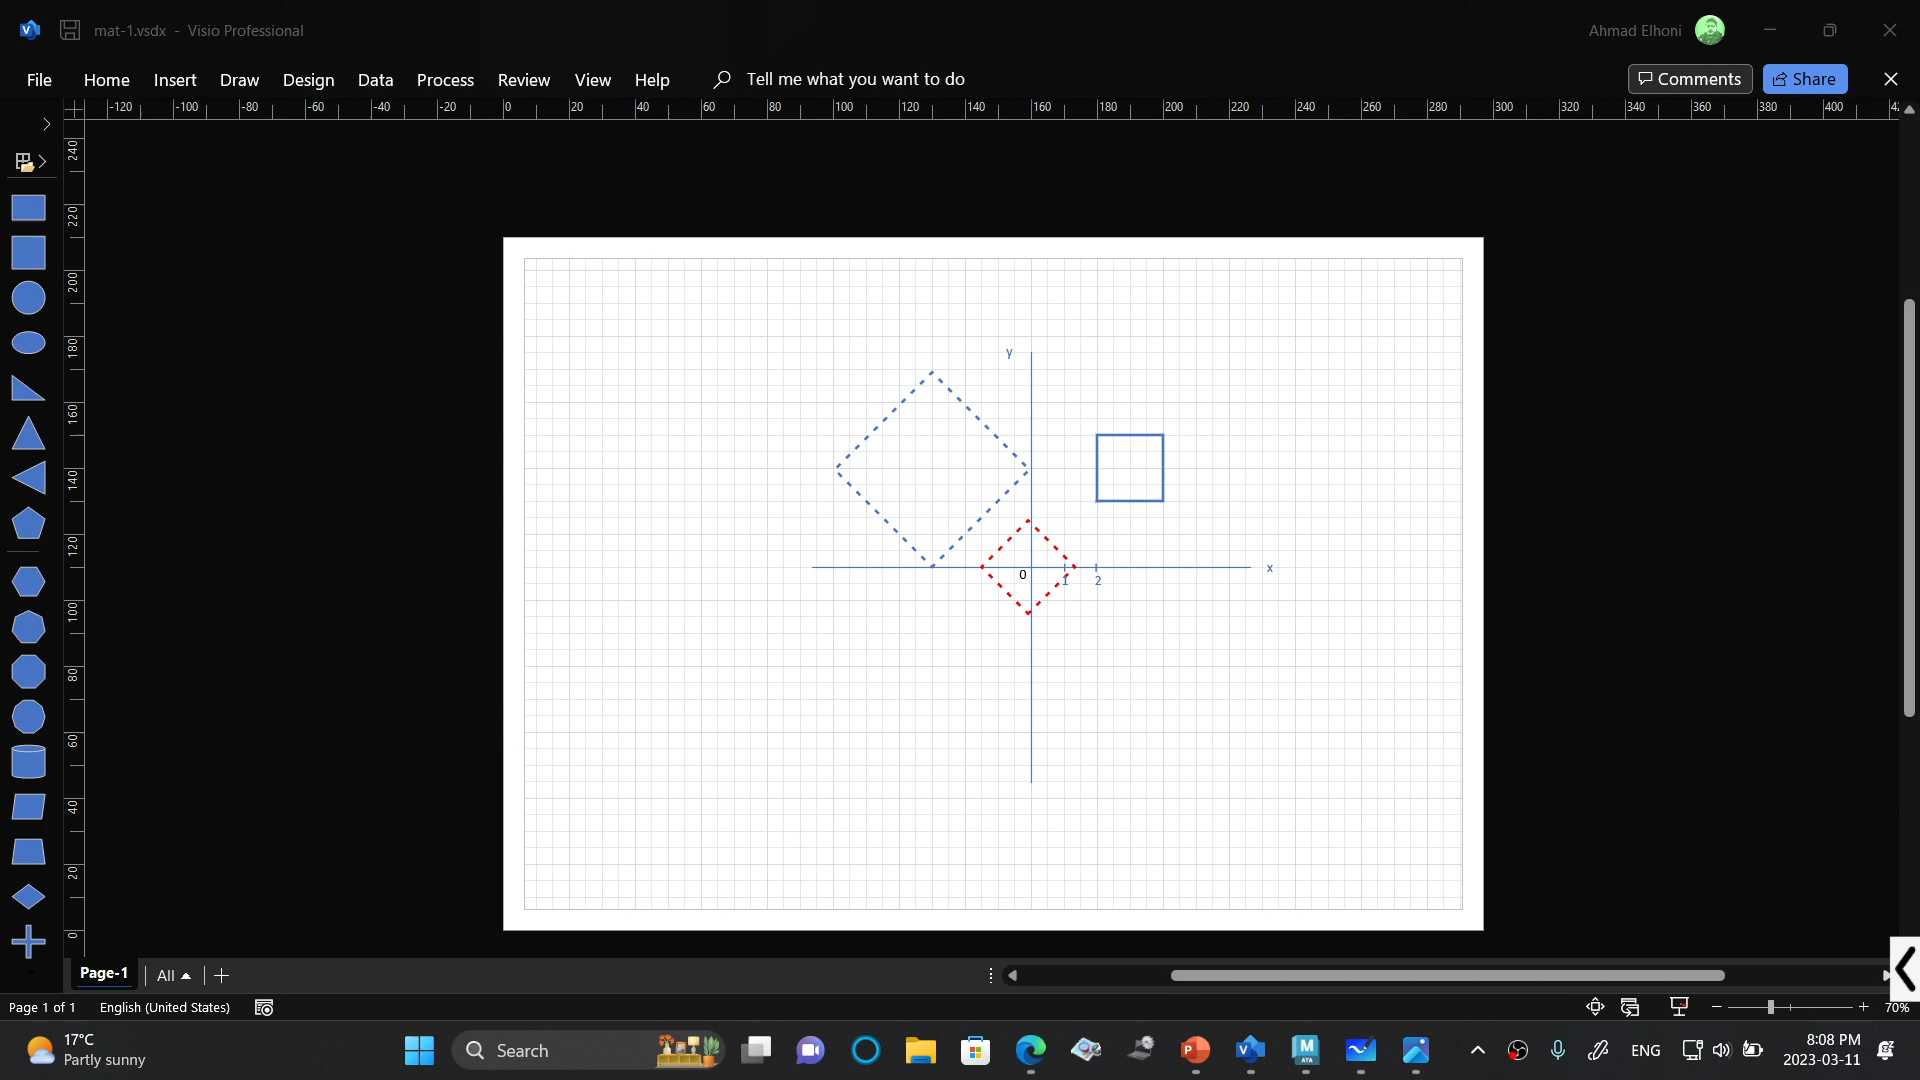 mat-1.vsdx - Visio Professional
Ahmad Elhoni
File Home Insert Draw Design Data Process Review View Help Tell me what you want to do
Comments Share
-120 -100 -80 -60 -40 -20 0 20 40 60 80 100 120 140 160 180 200 220 240 260 280 300 320 340 360 380 400
240
220
200
180
160
140
120
100
80
60
40
20
0
y
x
0
1
2
Page-1 All
Page 1 of 1 English (United States)
70%
17°C
Partly sunny
Search
ENG
8:08 PM
2023-03-11